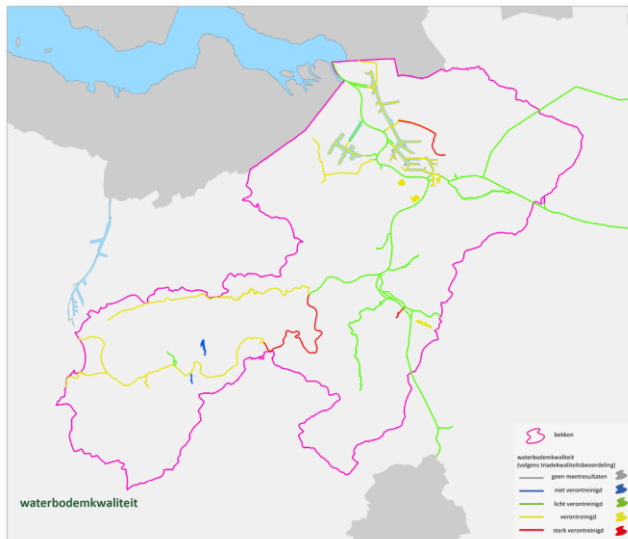 bekken
waterbodemkwaliteit
(volgens triadekwaliteitsbeoordeling)
geen meetresultaten
niet verontreinigd
licht verontreinigd
verontreinigd
sterk verontreinigd
waterbodemkwaliteit